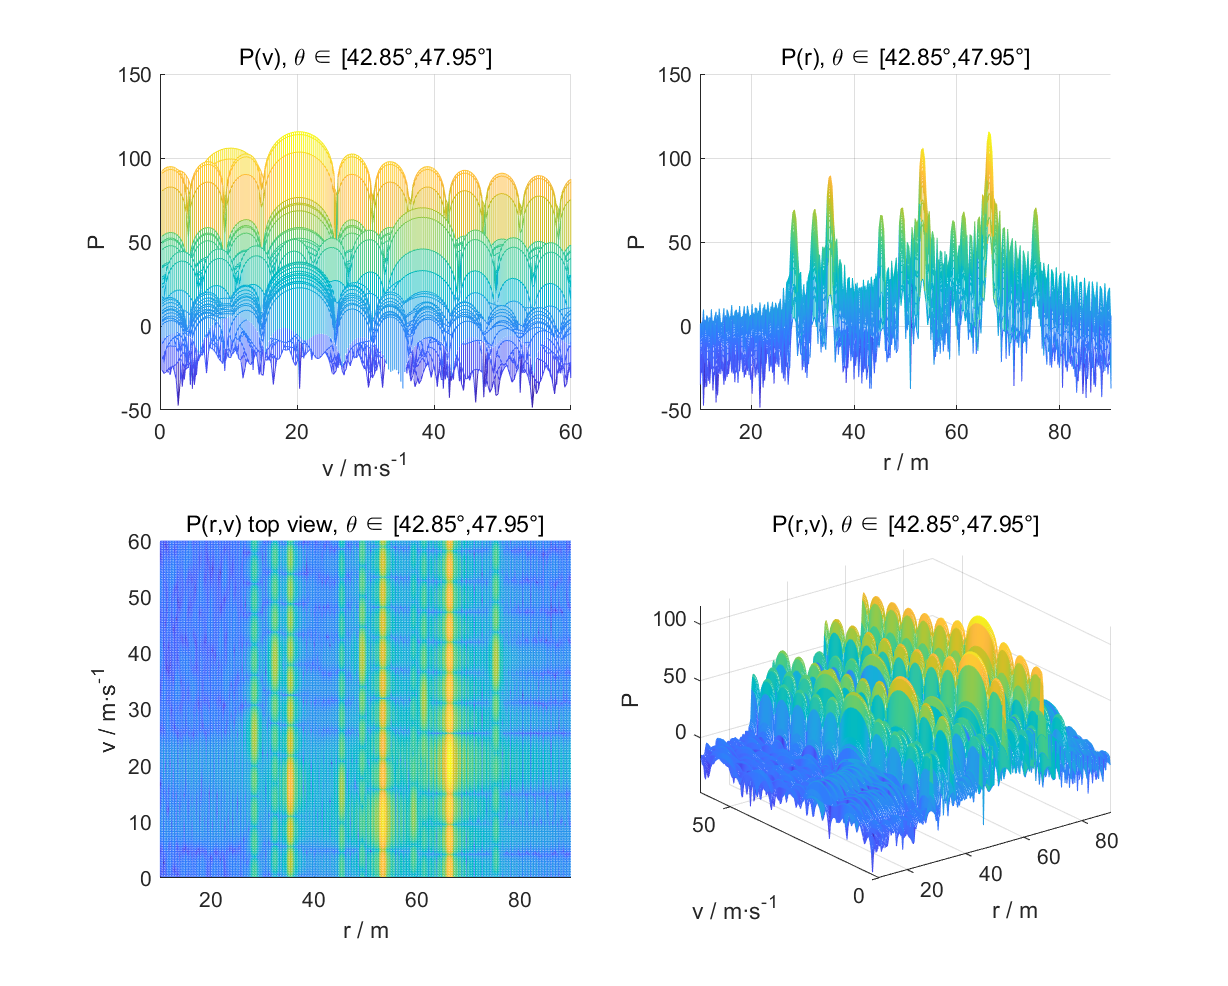 P(v), θ ∈ [42.85°,47.95°]
150
100
50
0
-50
P
0 20 40 60
v / m·s⁻¹
P(r), θ ∈ [42.85°,47.95°]
150
100
50
0
-50
P
20 40 60 80
r / m
P(r,v) top view, θ ∈ [42.85°,47.95°]
60
50
40
30
20
10
0
v / m·s⁻¹
20 40 60 80
r / m
P(r,v), θ ∈ [42.85°,47.95°]
100
50
0
P
50
0
v / m·s⁻¹
20 40 60 80
r / m